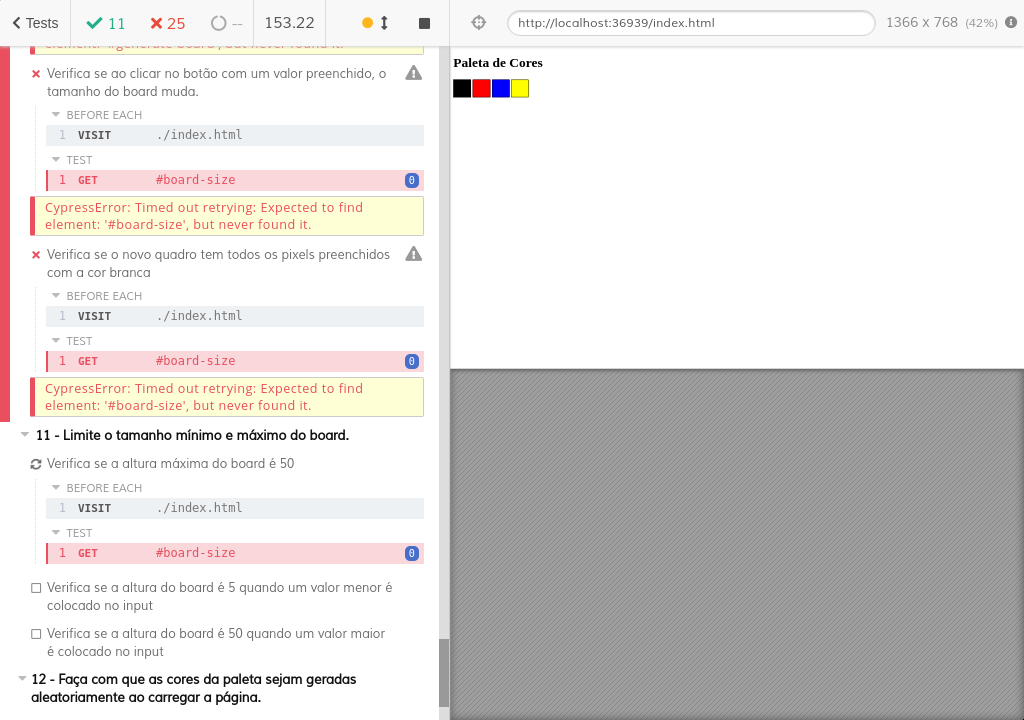 Tests 11 25 -- 153.22 http://localhost:36939/index.html 1366 x 768 (42%)
element: '#generate-board', but never found it.
Verifica se ao clicar no botão com um valor preenchido, o
tamanho do board muda.
BEFORE EACH
1 VISIT ./index.html
TEST
1 GET #board-size 0
CypressError: Timed out retrying: Expected to find
element: '#board-size', but never found it.
Verifica se o novo quadro tem todos os pixels preenchidos
com a cor branca
BEFORE EACH
1 VISIT ./index.html
TEST
1 GET #board-size 0
CypressError: Timed out retrying: Expected to find
element: '#board-size', but never found it.
11 - Limite o tamanho mínimo e máximo do board.
Verifica se a altura máxima do board é 50
BEFORE EACH
1 VISIT ./index.html
TEST
1 GET #board-size 0
Verifica se a altura do board é 5 quando um valor menor é
colocado no input
Verifica se a altura do board é 50 quando um valor maior
é colocado no input
12 - Faça com que as cores da paleta sejam geradas
aleatoriamente ao carregar a página.
Paleta de Cores